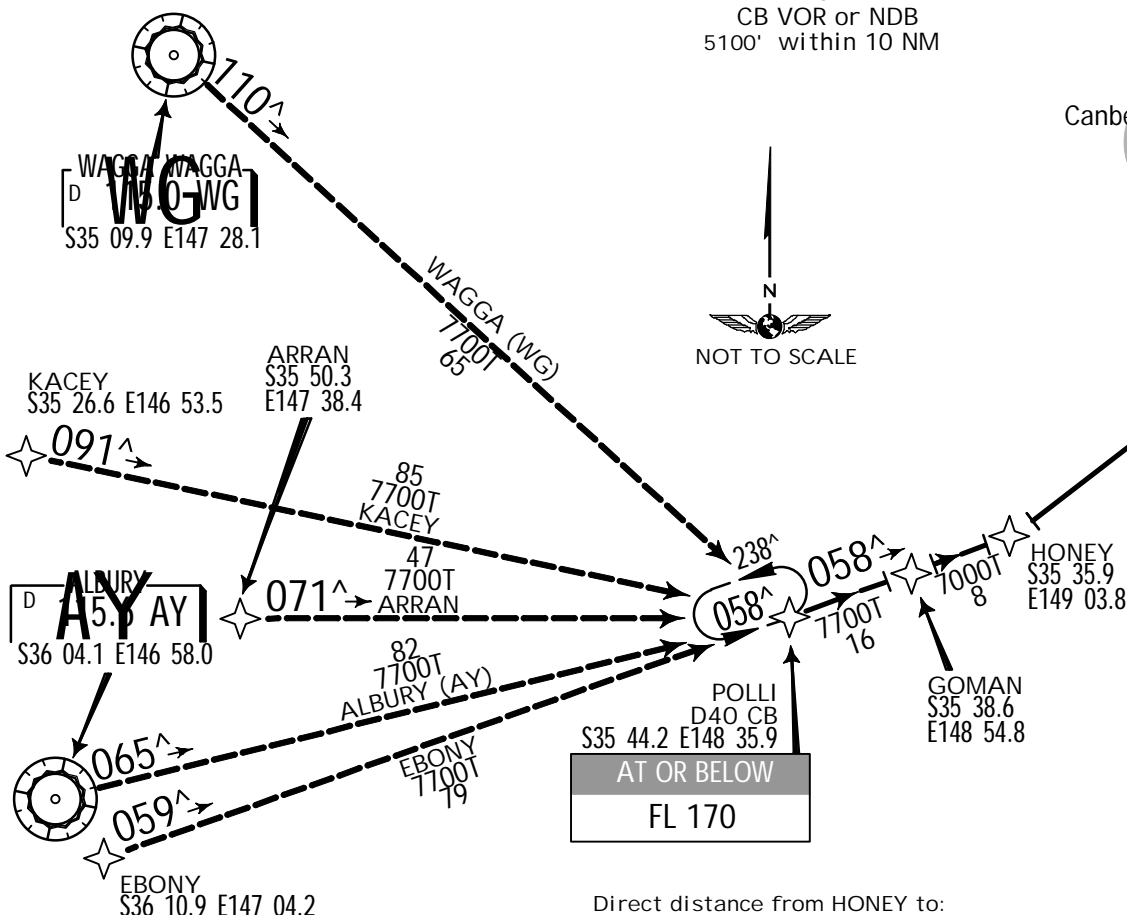 CB VOR or NDB
5100' within 10 NM
110^
WAGGA WAGGA
D
WG
S35 09.9 E147 28.1
WAGGA (WG)
7700T
65
N
NOT TO SCALE
ARRAN
S35 50.3
E147 38.4
KACEY
S35 26.6 E146 53.5
091^
85
7700T
KACEY
47
7700T
ARRAN
071^
ALBURY
D
AY
S36 04.1 E146 58.0
82
7700T
ALBURY (AY)
065^
EBONY
7700T
79
059^
EBONY
S36 10.9 E147 04.2
238^
058^
058^
7700T
16
7000T
8
HONEY
S35 35.9
E149 03.8
GOMAN
S35 38.6
E148 54.8
POLLI
D40 CB
S35 44.2 E148 35.9
AT OR BELOW
FL 170
Direct distance from HONEY to: